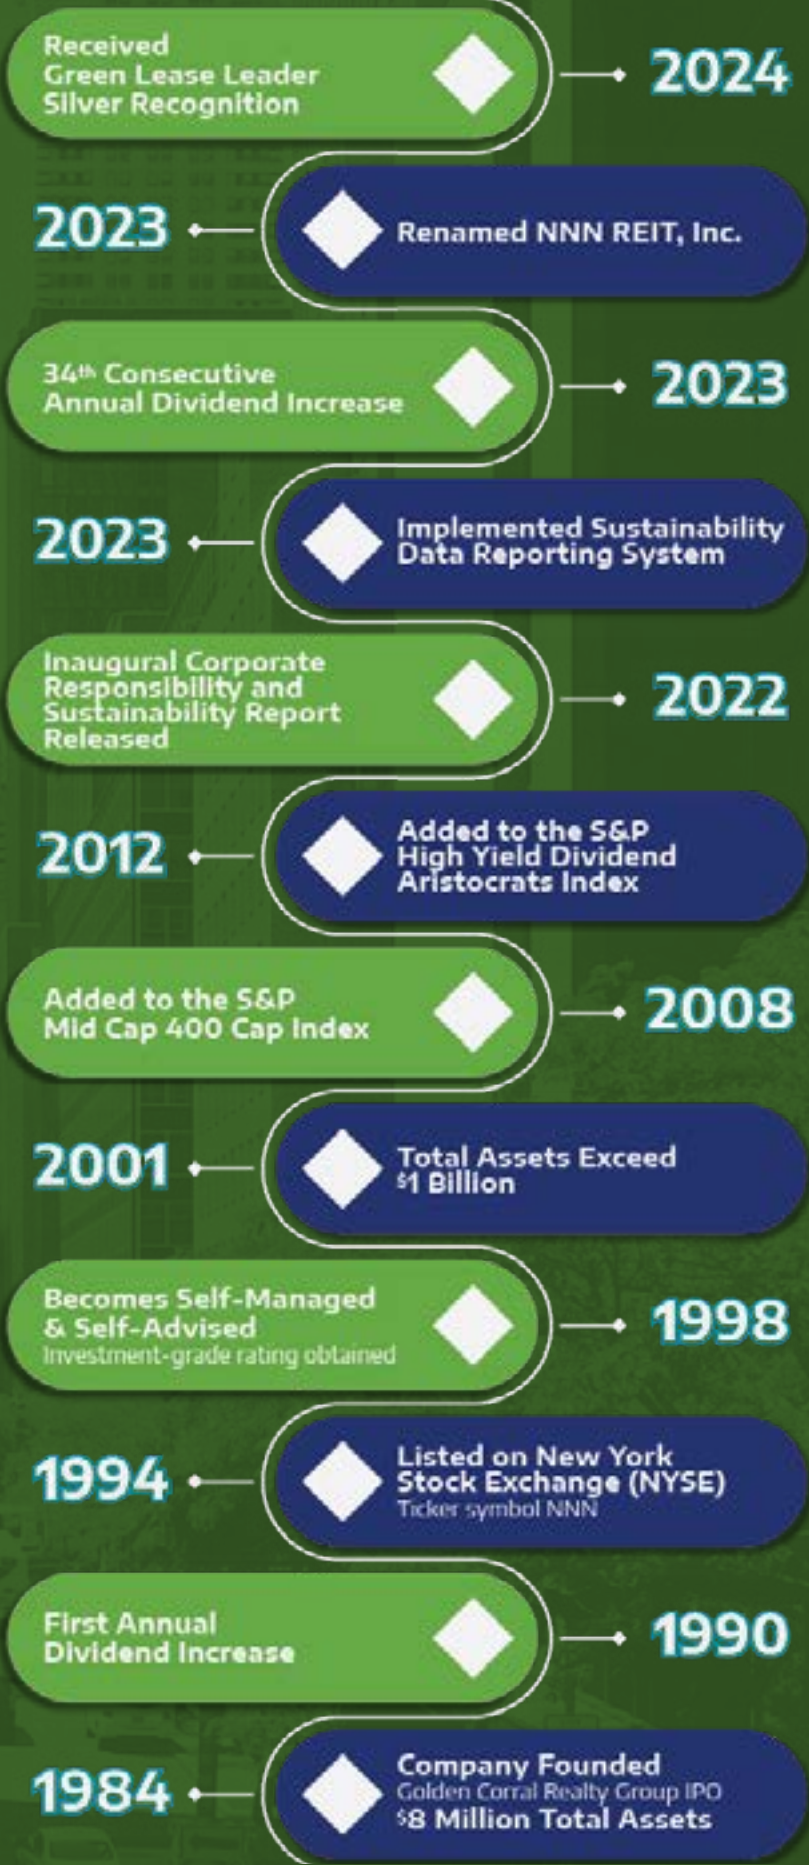 Received
Green Lease Leader
Silver Recognition
2024
2023
Renamed NNN REIT, Inc.
34th Consecutive
Annual Dividend Increase
2023
2023
Implemented Sustainability
Data Reporting System
Inaugural Corporate
Responsibility and
Sustainability Report
Released
2022
2012
Added to the S&P
High Yield Dividend
Aristocrats Index
Added to the S&P
Mid Cap 400 Cap Index
2008
2001
Total Assets Exceed
$1 Billion
Becomes Self-Managed
& Self-Advised
Investment-grade rating obtained
1998
1994
Listed on New York
Stock Exchange (NYSE)
Ticker symbol NNN
First Annual
Dividend Increase
1990
1984
Company Founded
Golden Corral Realty Group IPO
$8 Million Total Assets